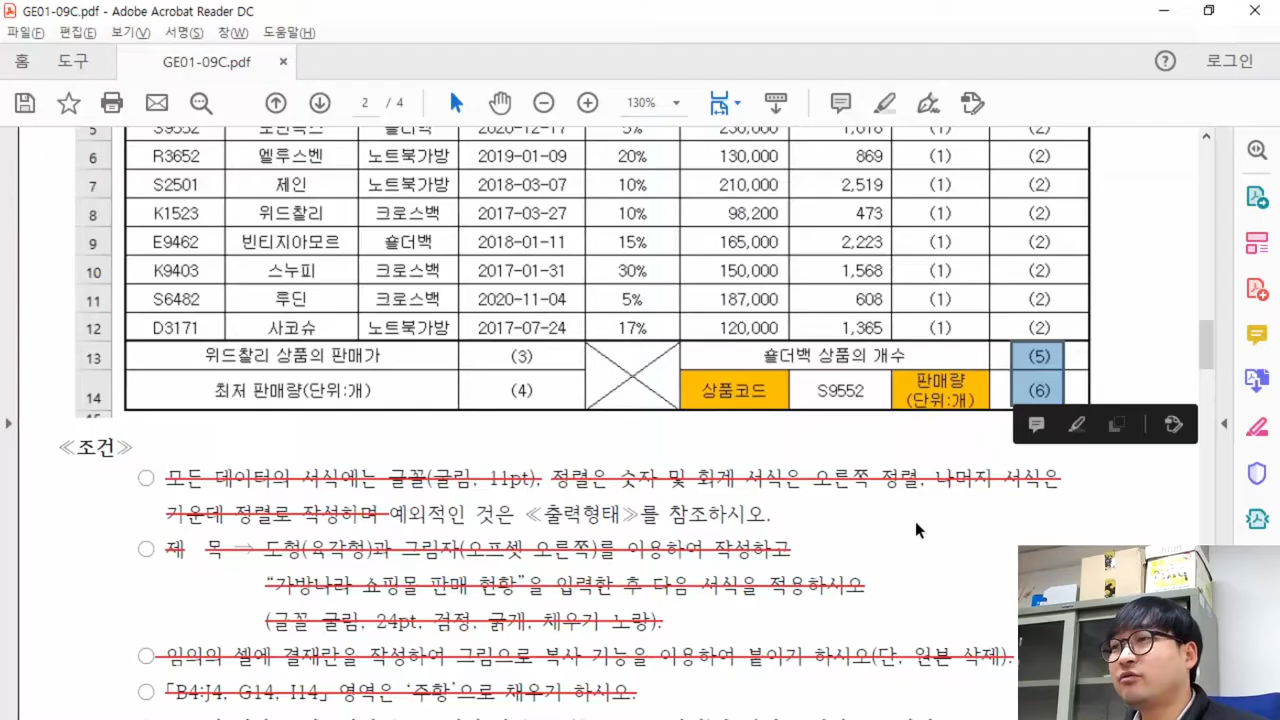 GE01-09C.pdf - Adobe Acrobat Reader DC
파일(F) 편집(E) 보기(V) 서명(S) 창(W) 도움말(H)
홈 도구 GE01-09C.pdf × 로그인
2 / 4 130%
5 S9552 숄더백 2020-12-17 5% 230,000 (1) (2)
6 R3652 엘루스벤 노트북가방 2019-01-09 20% 130,000 869 (1) (2)
7 S2501 제인 노트북가방 2018-03-07 10% 210,000 2,519 (1) (2)
8 K1523 위드찰리 크로스백 2017-03-27 10% 98,200 473 (1) (2)
9 E9462 빈티지아모르 숄더백 2018-01-11 15% 165,000 2,223 (1) (2)
10 K9403 스누피 크로스백 2017-01-31 30% 150,000 1,568 (1) (2)
11 S6482 루딘 크로스백 2020-11-04 5% 187,000 608 (1) (2)
12 D3171 사코슈 노트북가방 2017-07-24 17% 120,000 1,365 (1) (2)
13 위드찰리 상품의 판매가 (3) 숄더백 상품의 개수 (5)
14 최저 판매량(단위:개) (4) 상품코드 S9552 판매량 (단위:개) (6)
≪조건≫
○ 모든 데이터의 서식에는 글꼴(굴림, 11pt), 정렬은 숫자 및 회계 서식은 오른쪽 정렬, 나머지 서식은
가운데 정렬로 작성하며 예외적인 것은 ≪출력형태≫를 참조하시오.
○ 제 목 ⇒ 도형(육각형)과 그림자(오프셋 오른쪽)를 이용하여 작성하고
“가방나라 쇼핑몰 판매 현황”을 입력한 후 다음 서식을 적용하시오
(글꼴 굴림, 24pt, 검정, 굵게, 채우기 노랑).
○ 임의의 셀에 결재란을 작성하여 그림으로 복사 기능을 이용하여 붙이기 하시오(단, 원본 삭제).
○ 「B4:J4, G14, I14」 영역은 ‘주황’으로 채우기 하시오.